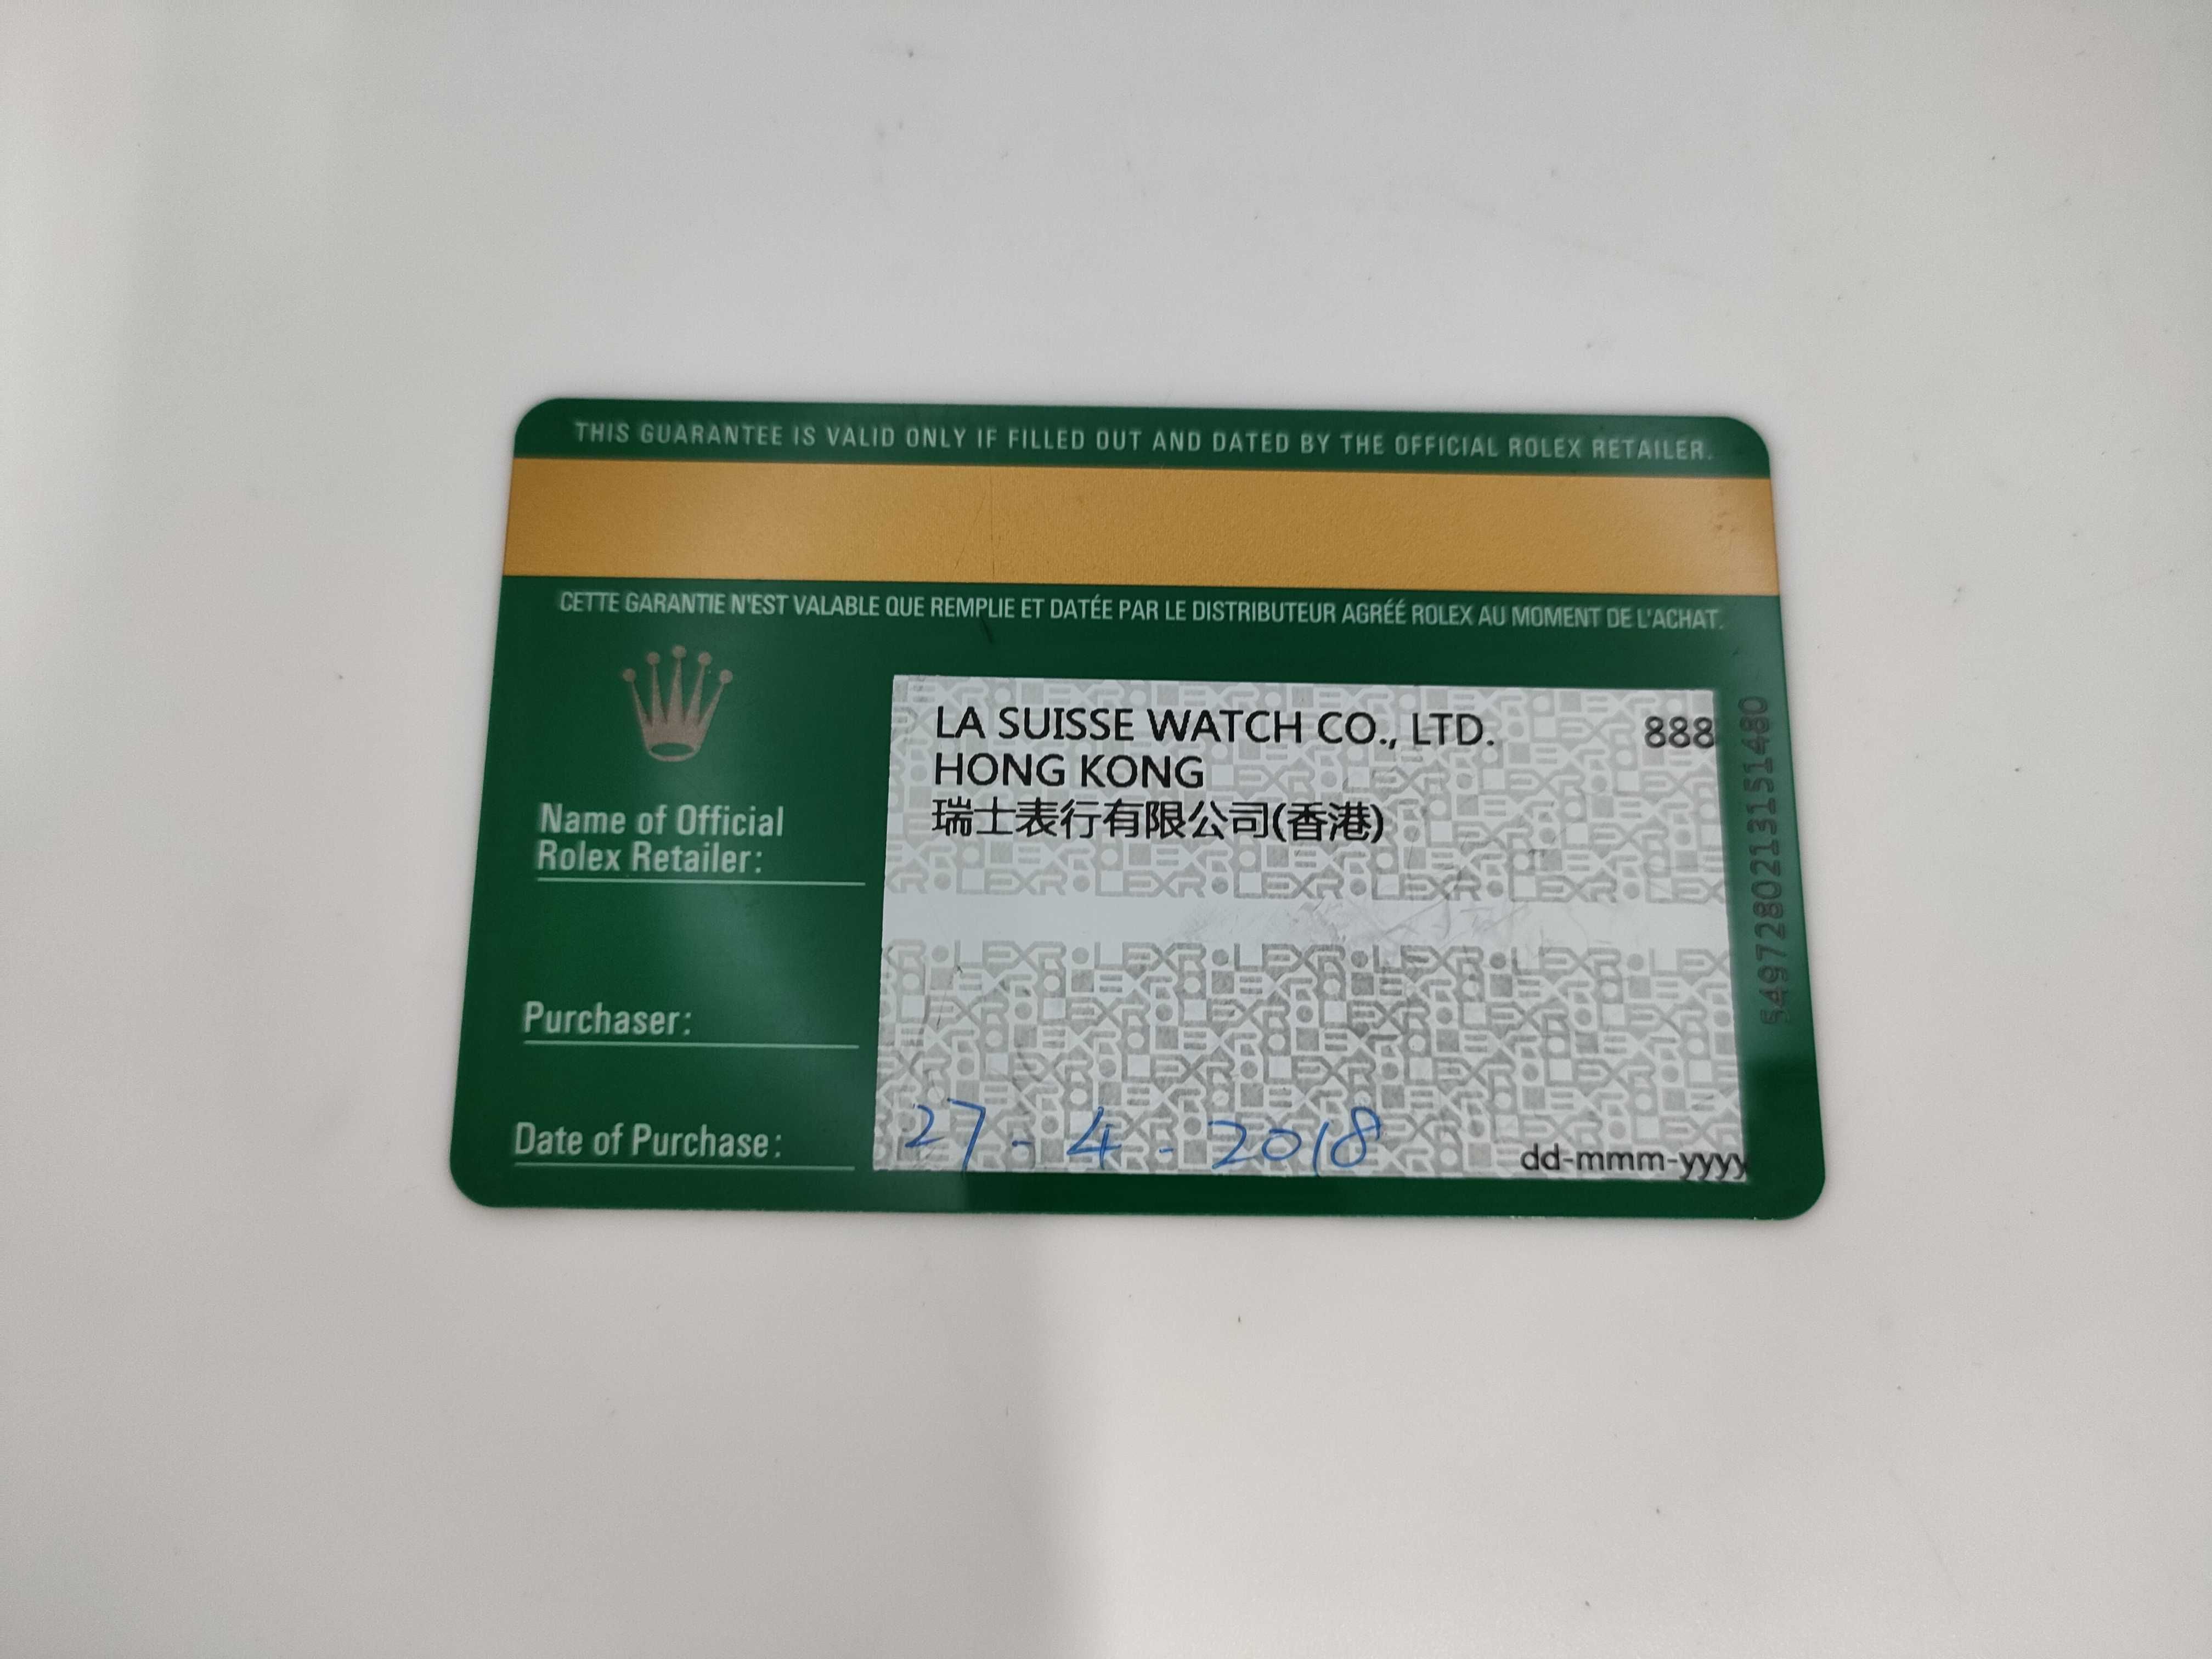 THIS GUARANTEE IS VALID ONLY IF FILLED OUT AND DATED BY THE OFFICIAL ROLEX RETAILER.
CETTE GARANTIE N'EST VALABLE QUE REMPLIE ET DATÉE PAR LE DISTRIBUTEUR AGRÉÉ ROLEX AU MOMENT DE L'ACHAT.
LA SUISSE WATCH CO., LTD. 888
HONG KONG
瑞士表行有限公司(香港)
Name of Official
Rolex Retailer:
Purchaser:
Date of Purchase: 27-4-2018 dd-mmm-yyyy
5497280213151480